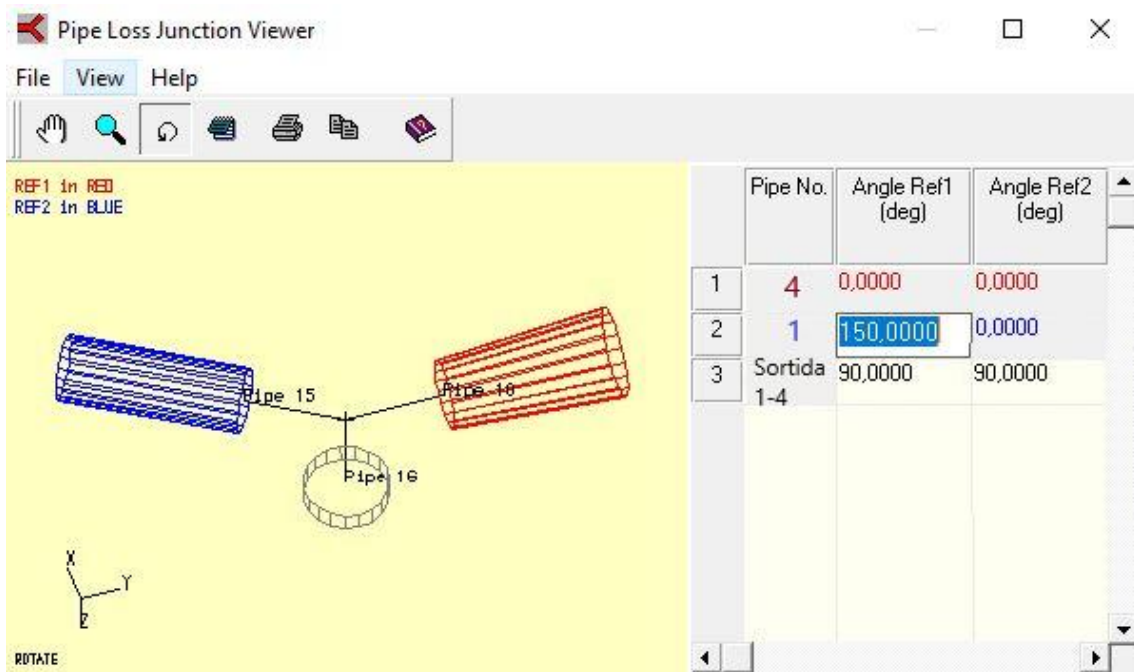 Pipe Loss Junction Viewer
File View Help
REF1 in RED
REF2 in BLUE
Pipe 15
Pipe 18
Pipe 16
X
Y
Z
ROTATE
Pipe No. Angle Ref1 (deg) Angle Ref2 (deg)
1 4 0,0000 0,0000
2 1 150,0000 0,0000
3 Sortida 1-4 90,0000 90,0000